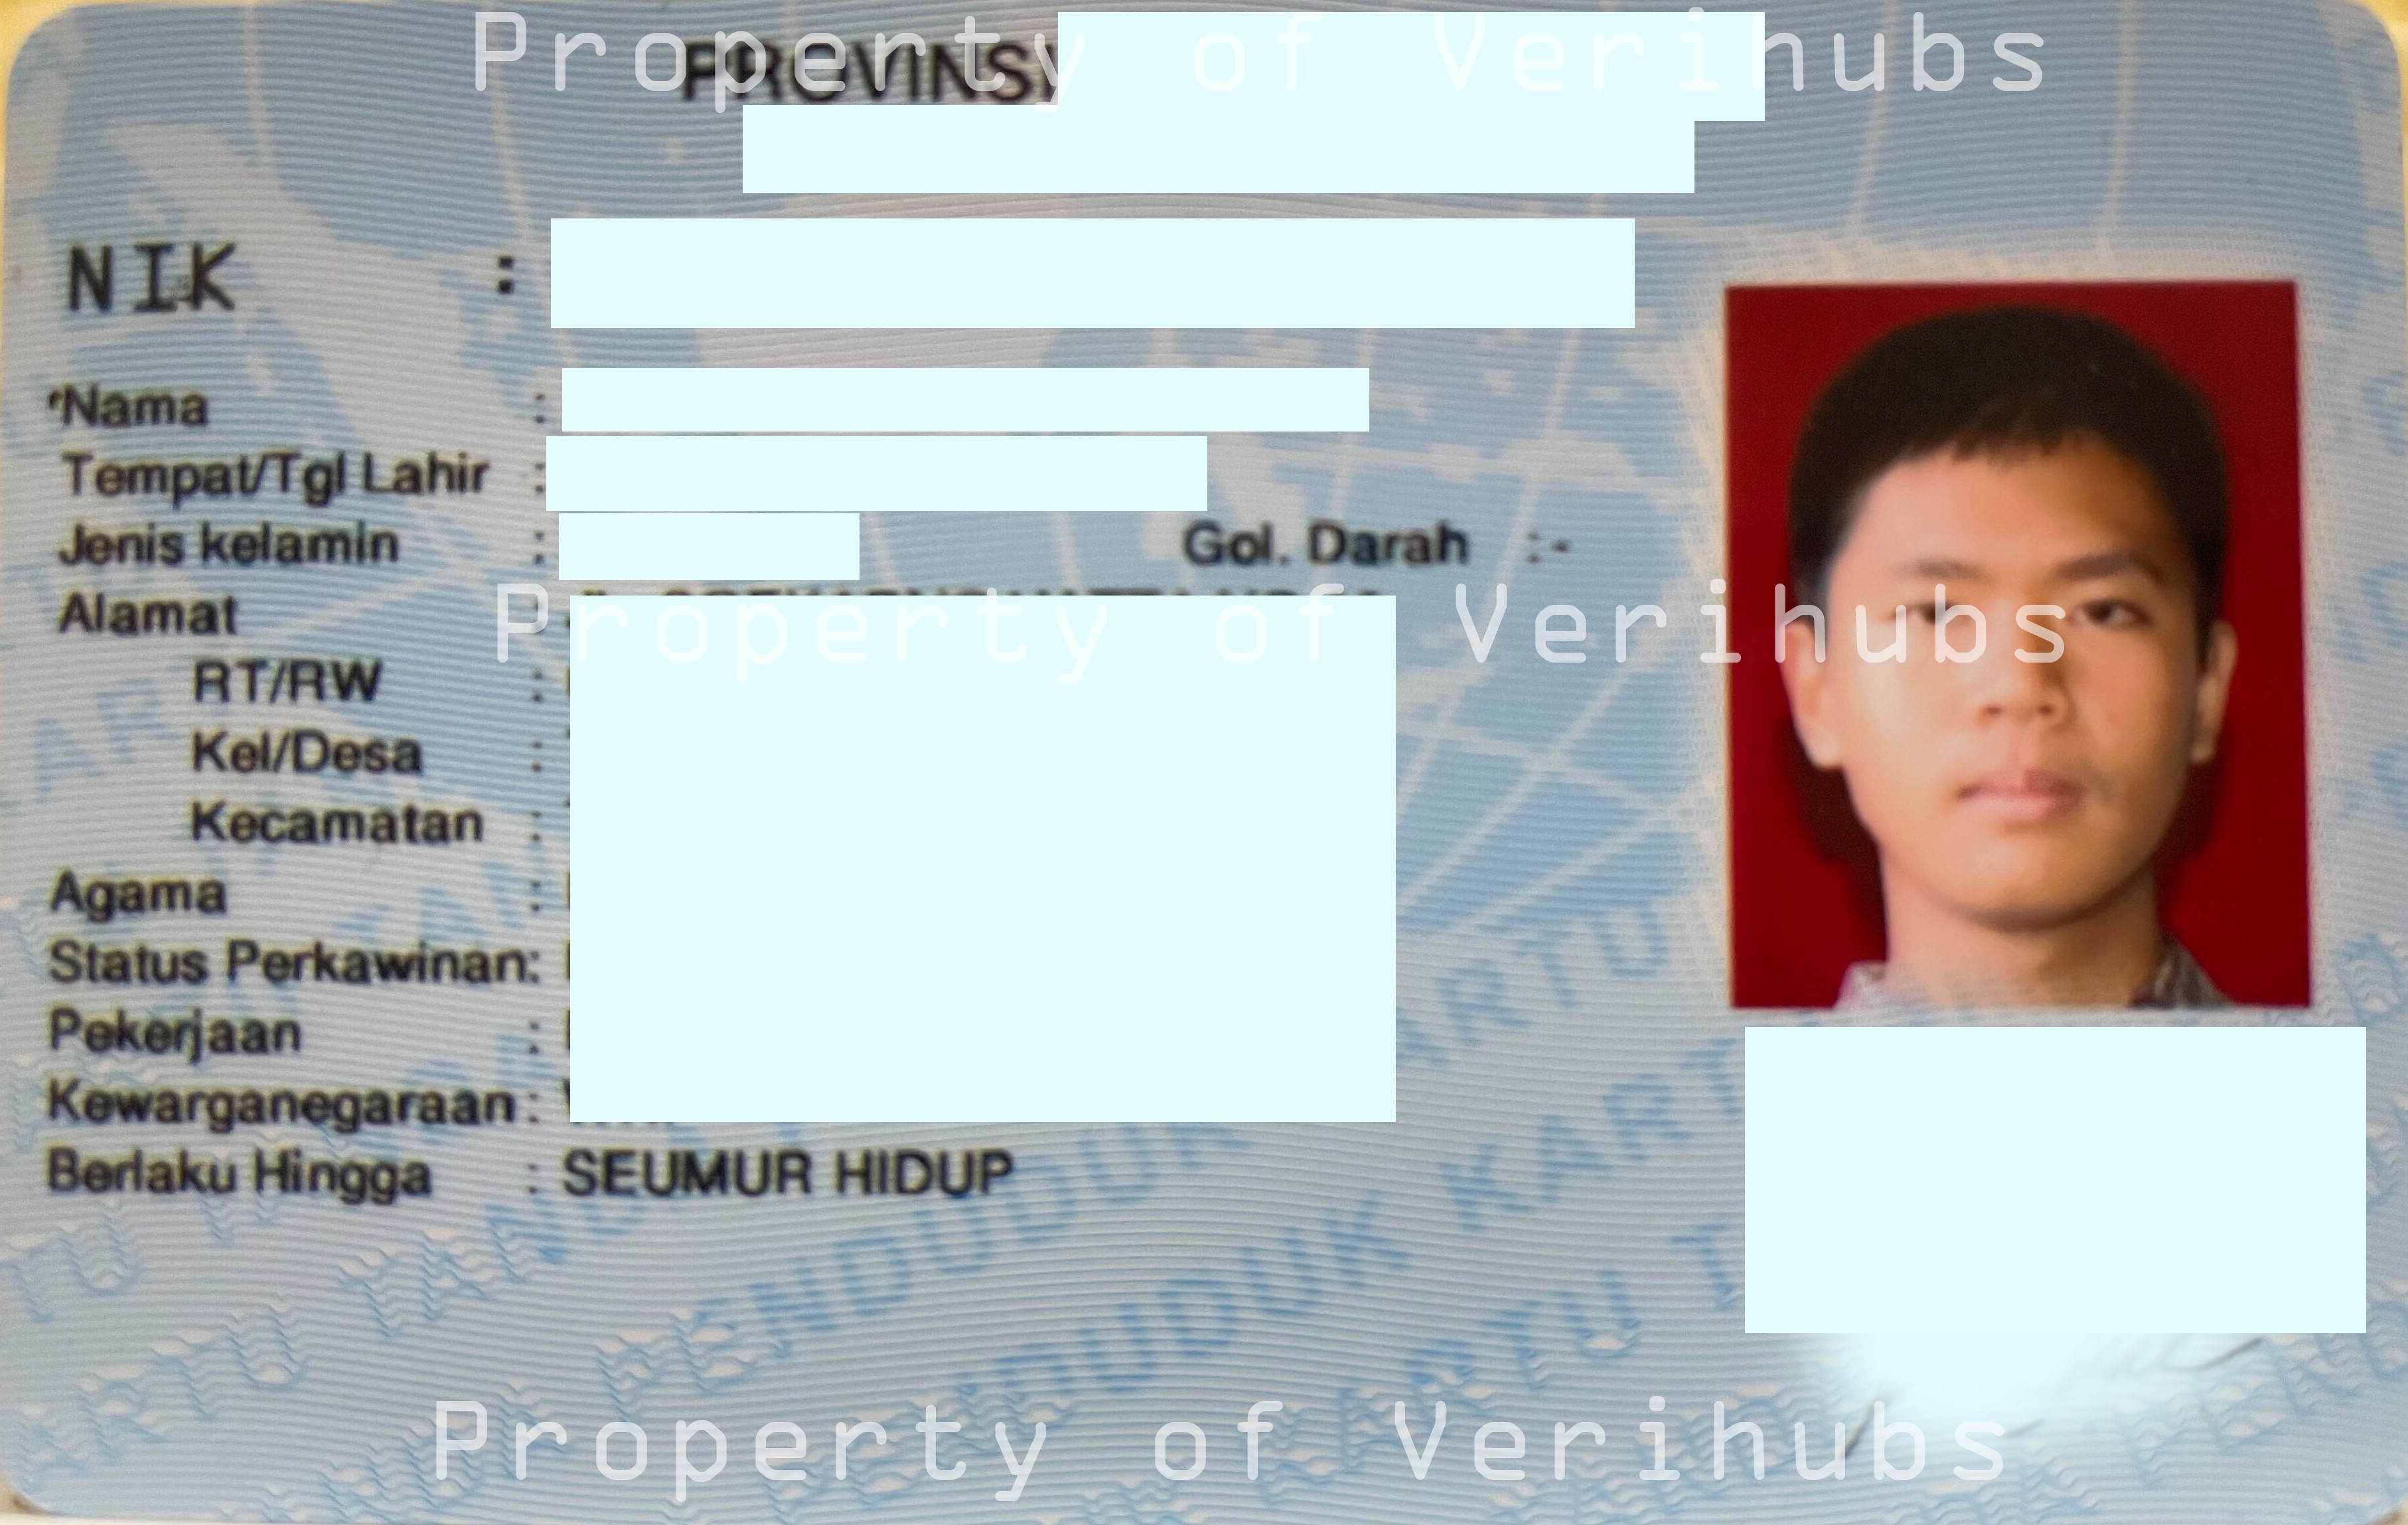 Property of Verihubs
PROVINSI
NIK :
Nama :
Tempat/Tgl Lahir :
Jenis kelamin : Gol. Darah :-
Alamat :
Property of Verihubs
RT/RW :
Kel/Desa :
Kecamatan :
Agama :
Status Perkawinan:
Pekerjaan :
Kewarganegaraan :
Berlaku Hingga : SEUMUR HIDUP
Property of Verihubs